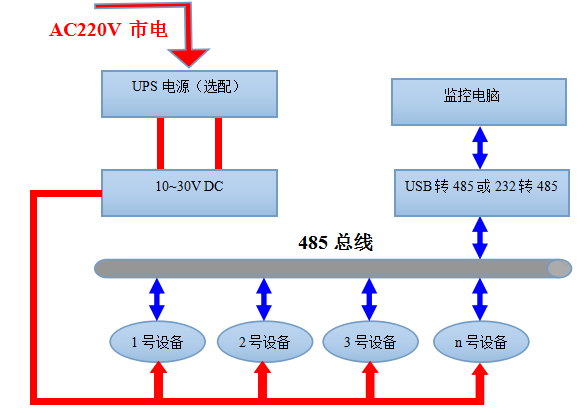 AC220V 市电
UPS 电源（选配）
监控电脑
10~30V DC
USB 转 485 或 232 转 485
485 总线
1 号设备
2 号设备
3 号设备
n 号设备